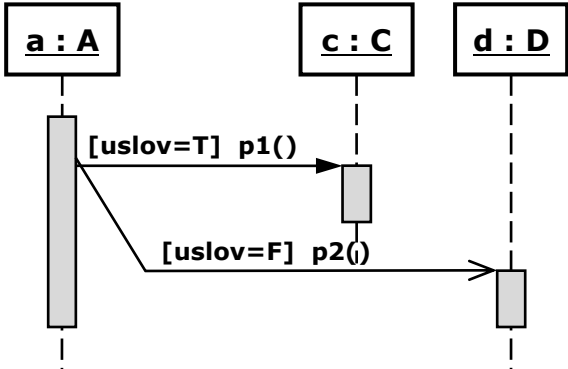 a : A
c : C
d : D
[uslov=T] p1()
[uslov=F] p2()